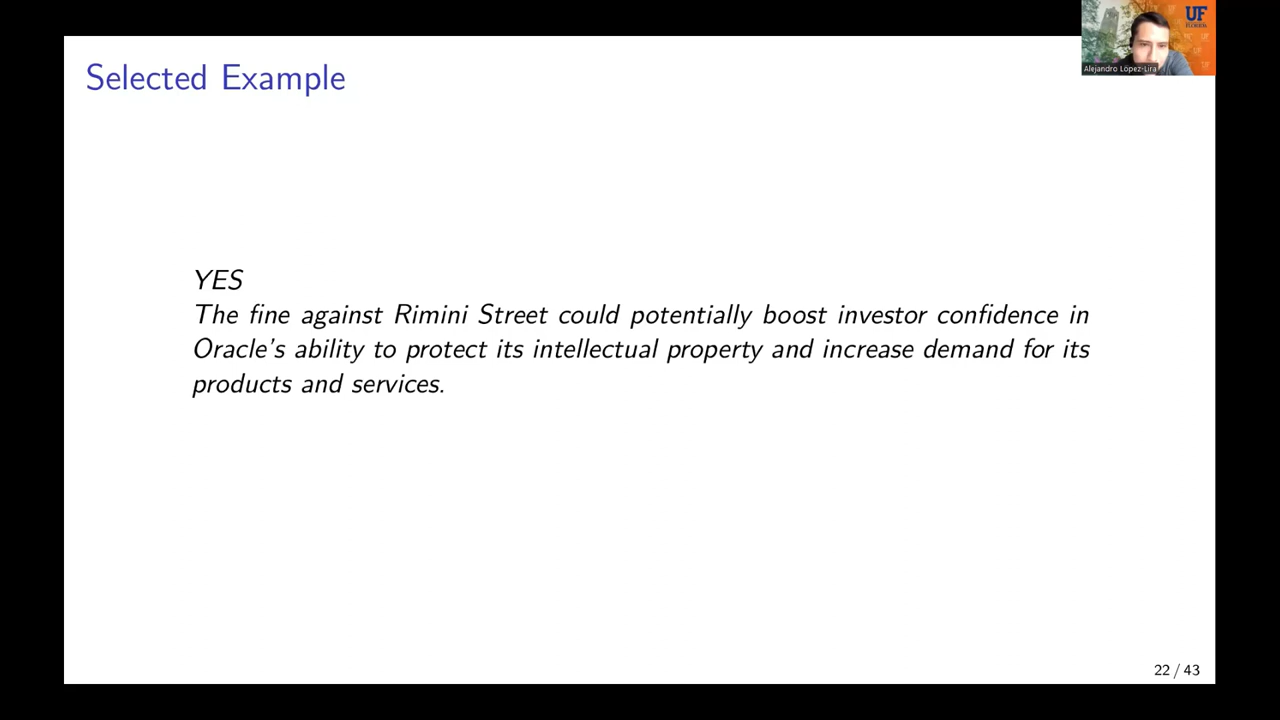 UF
Alejandro López-Lira
Selected Example
YES
The fine against Rimini Street could potentially boost investor confidence in
Oracle's ability to protect its intellectual property and increase demand for its
products and services.
22 / 43